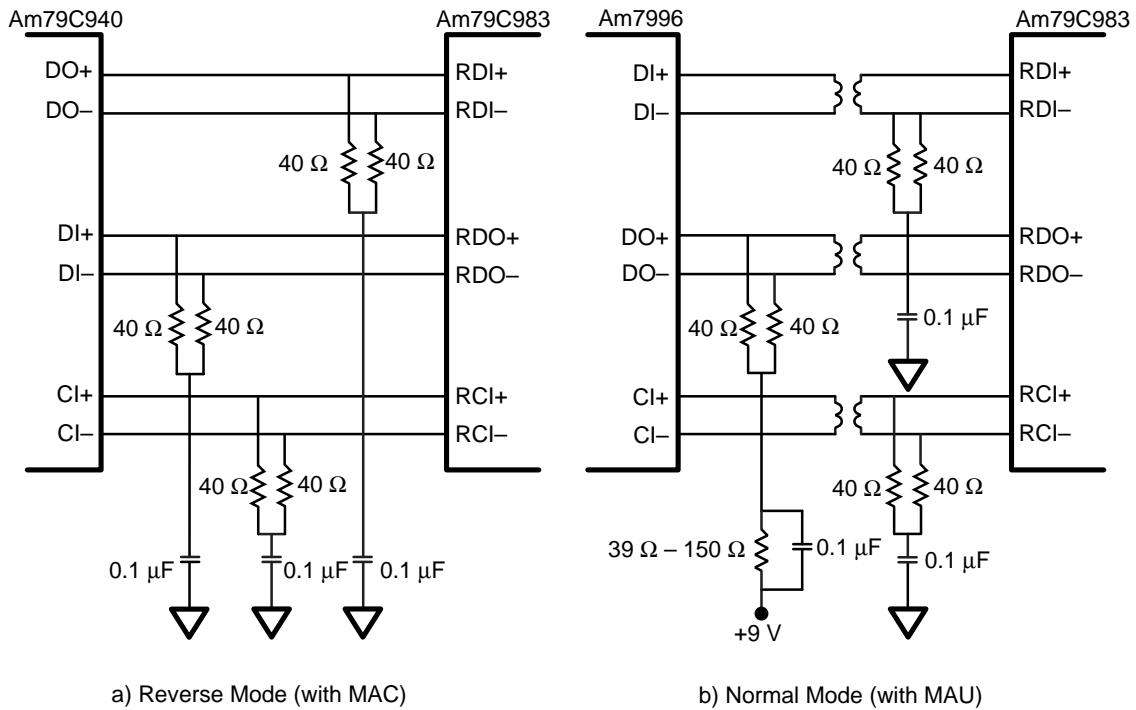 Am79C940
Am79C983
DO+
RDI+
DO–
RDI–
40 Ω
40 Ω
DI+
RDO+
DI–
RDO–
40 Ω
40 Ω
CI+
RCI+
CI–
RCI–
40 Ω
40 Ω
0.1 µF
0.1 µF
0.1 µF
a) Reverse Mode (with MAC)
Am7996
Am79C983
DI+
RDI+
DI–
RDI–
40 Ω
40 Ω
DO+
RDO+
DO–
RDO–
40 Ω
40 Ω
0.1 µF
CI+
RCI+
CI–
RCI–
40 Ω
40 Ω
39 Ω – 150 Ω
0.1 µF
0.1 µF
+9 V
b) Normal Mode (with MAU)